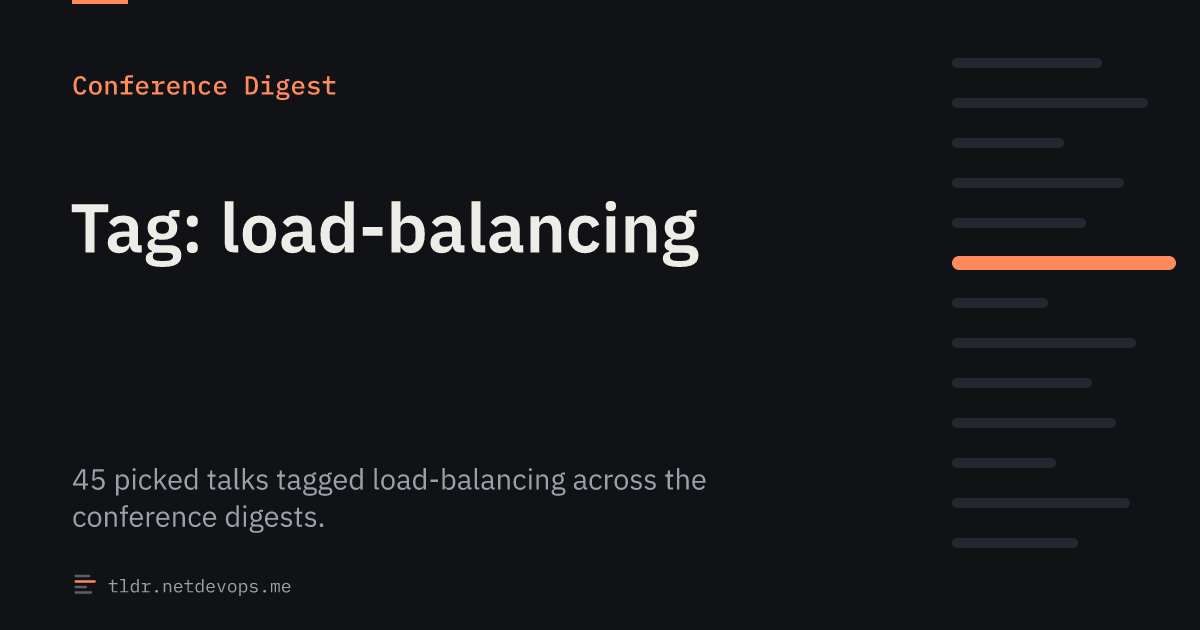 Conference Digest
Tag: load-balancing
45 picked talks tagged load-balancing across the
conference digests.
tldr.netdevops.me